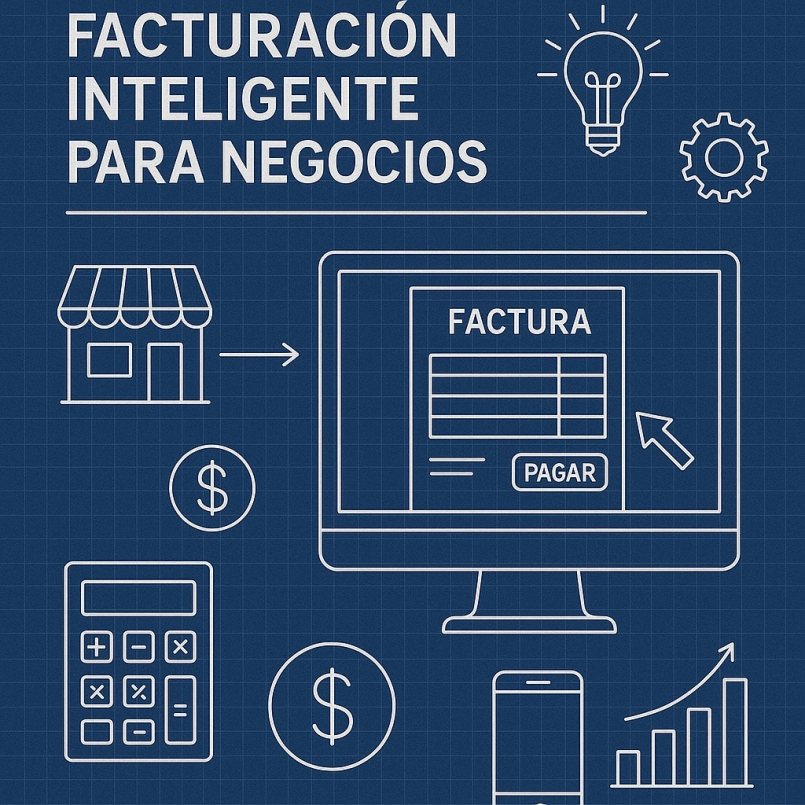 FACTURACIÓN
INTELIGENTE
PARA NEGOCIOS
FACTURA
PAGAR
$
$
+ - ×
× ٪ =
-